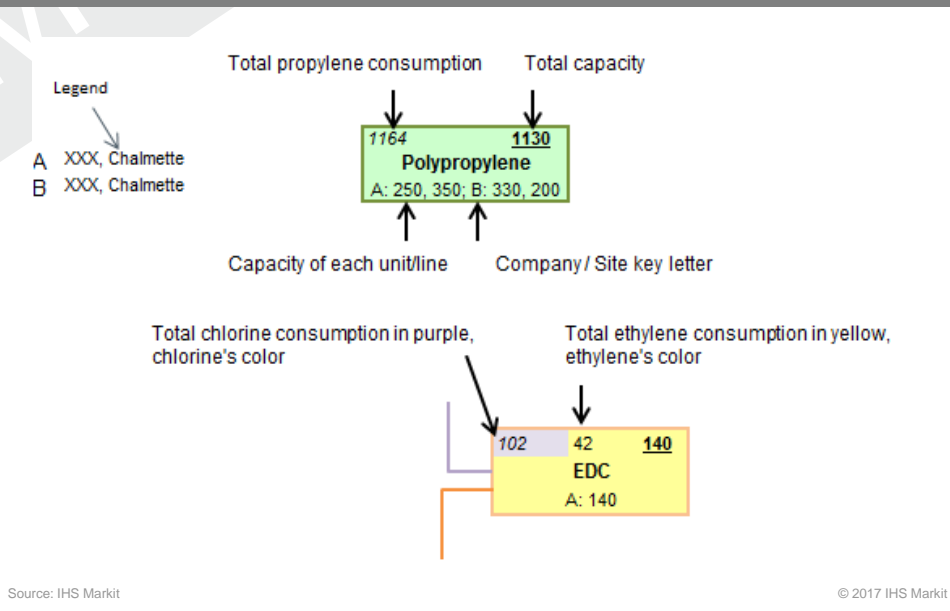 Total propylene consumption
Total capacity
Legend
A XXX, Chalmette
B XXX, Chalmette
1164 1130
Polypropylene
A: 250, 350; B: 330, 200
Capacity of each unit/line
Company / Site key letter
Total chlorine consumption in purple,
chlorine's color
Total ethylene consumption in yellow,
ethylene's color
102 42 140
EDC
A: 140
Source: IHS Markit
© 2017 IHS Markit